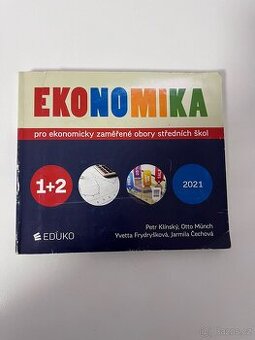 EKONOMIKA
pro ekonomicky zaměřené obory středních škol
1+2
2021
Petr Klínský, Otto Münch
Yvetta Frydryšková, Jarmila Čechová
EDUKO